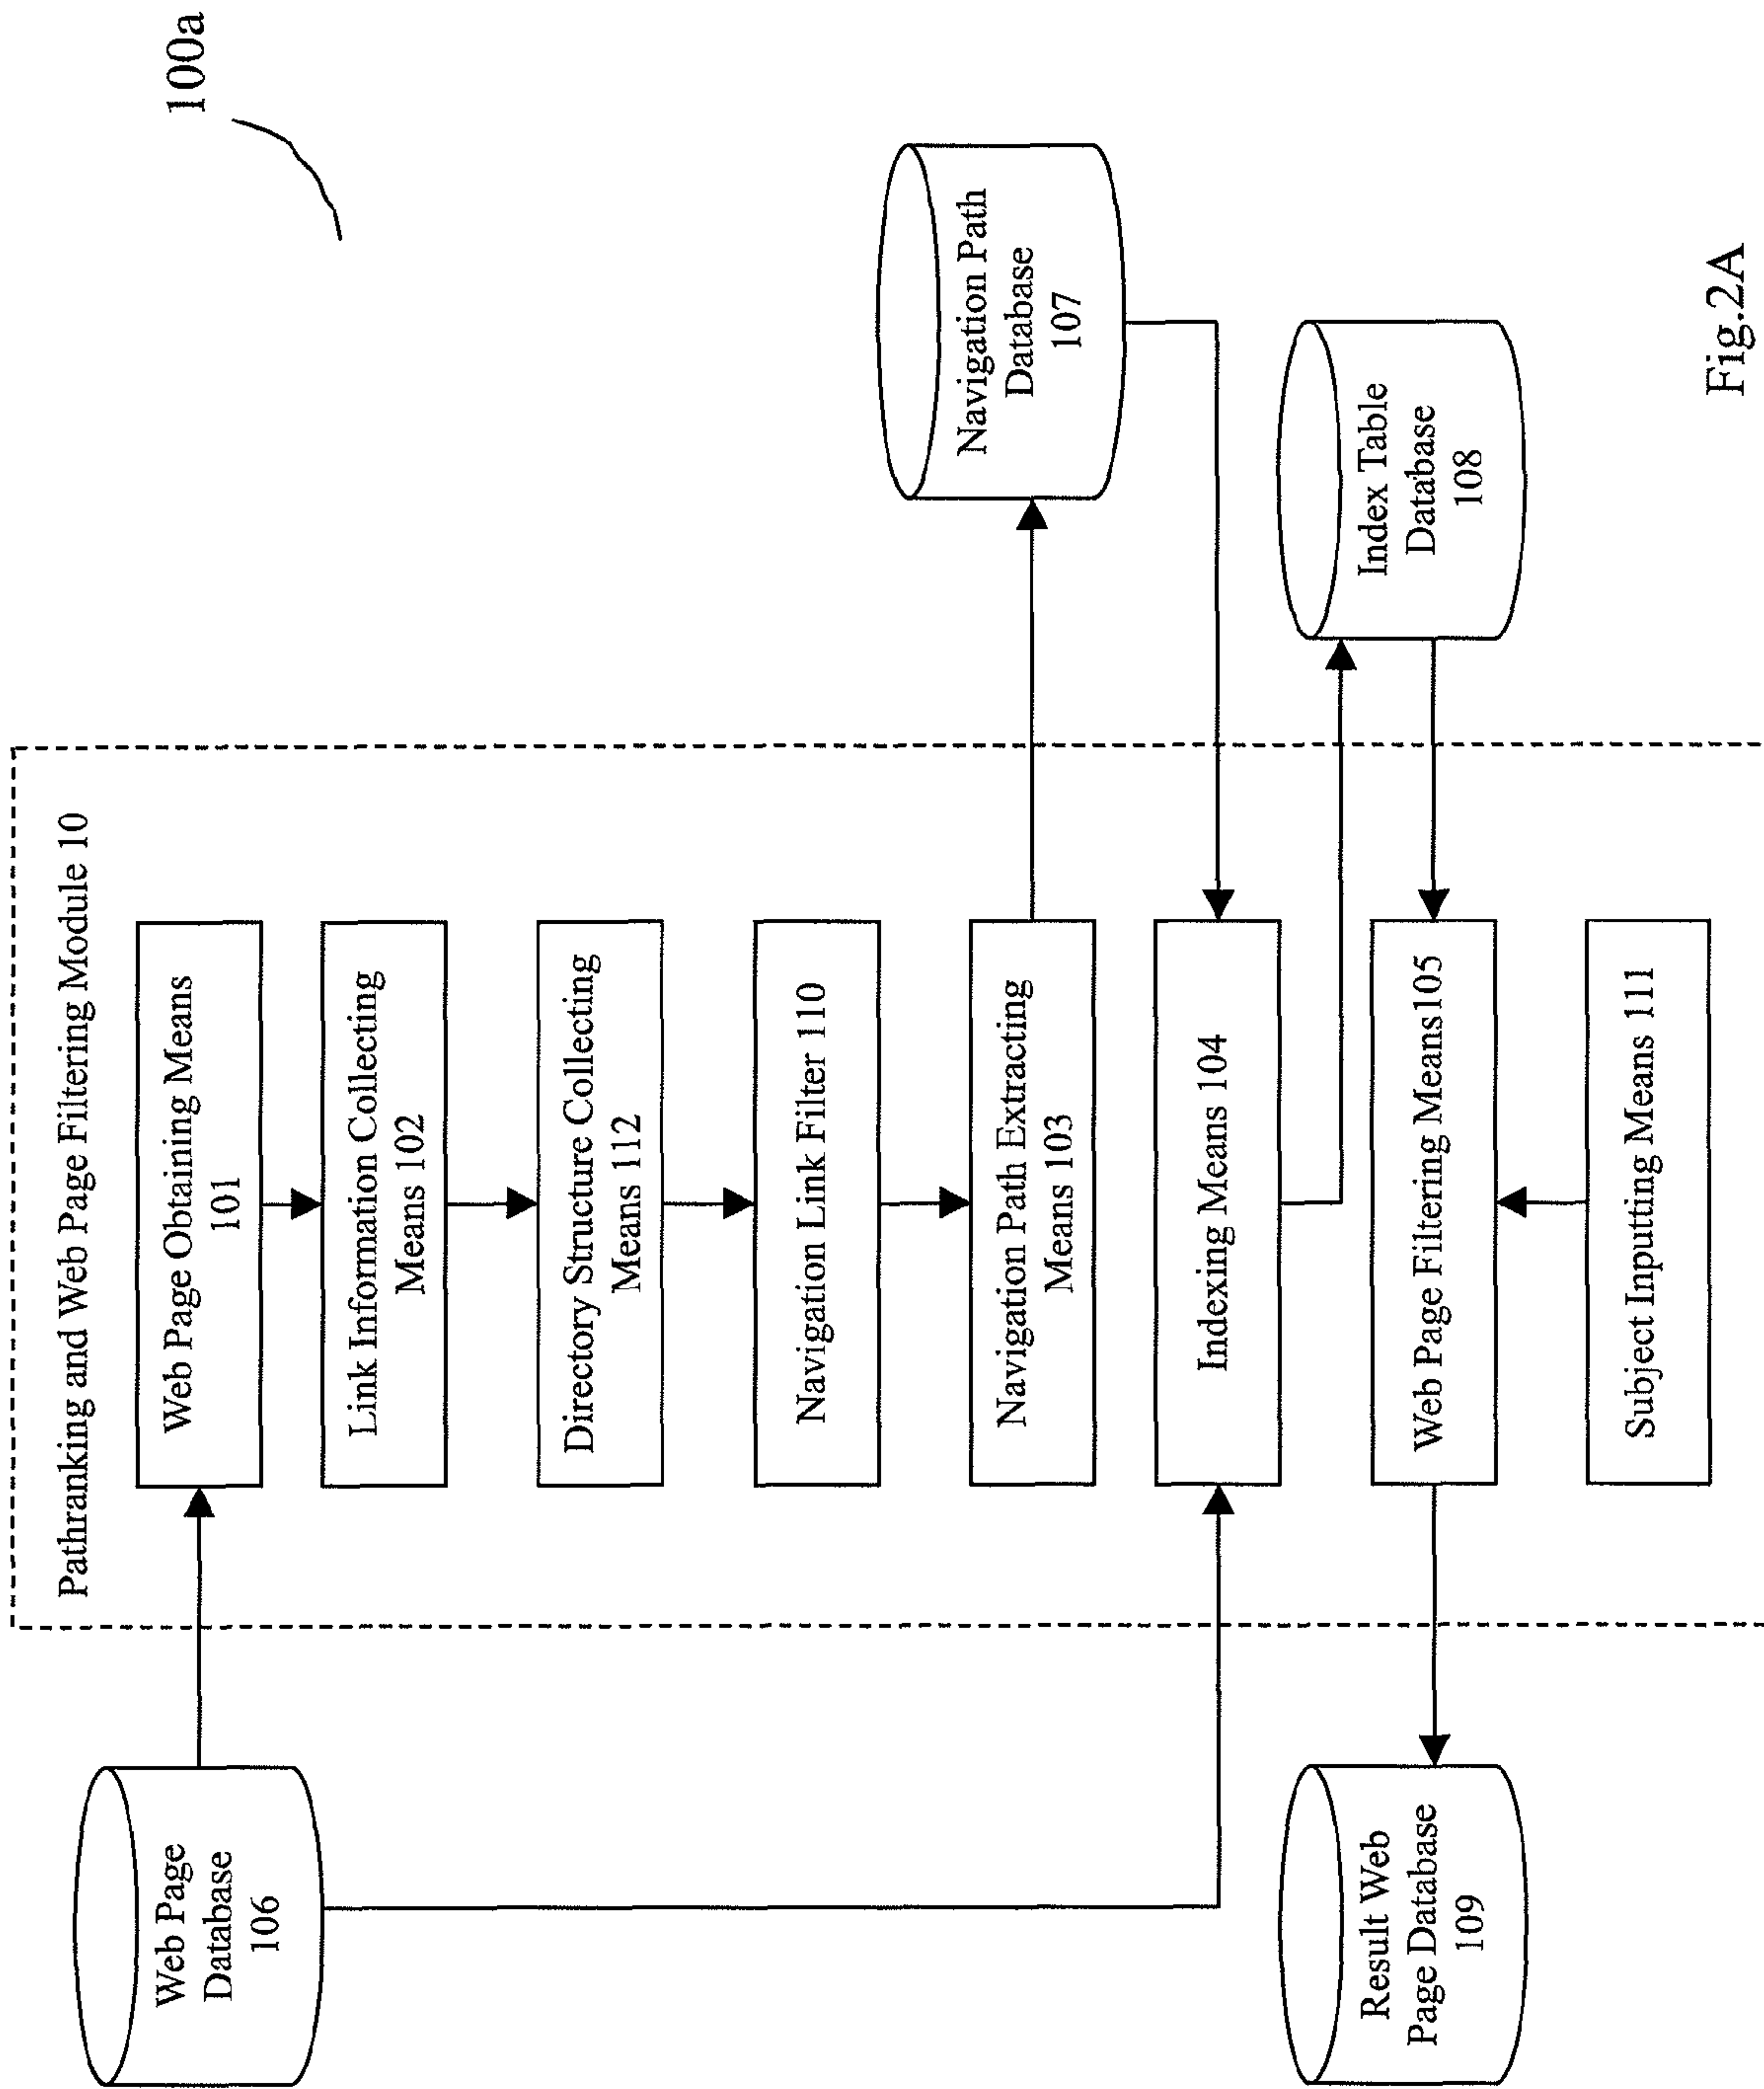 100a
Pathranking and Web Page Filtering Module 10
Web Page
Database
106
Web Page Obtaining Means
101
Link Information Collecting
Means 102
Directory Structure Collecting
Means 112
Navigation Link Filter 110
Navigation Path Extracting
Means 103
Navigation Path
Database
107
Indexing Means 104
Index Table
Database
108
Web Page Filtering Means105
Result Web
Page Database
109
Subject Inputting Means 111
Fig.2A